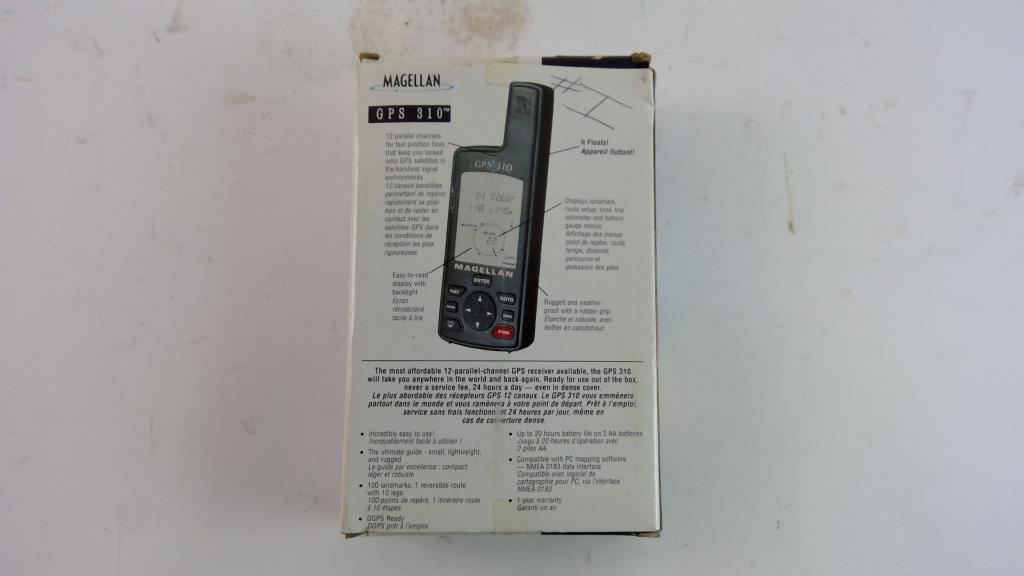 MAGELLAN
GPS 310™
12 parallel channels
for fast position fixes
that keep you locked
onto GPS satellites in
the harshest signal
environments
12 canaux parallèles
permettant de repérer
rapidement sa posi-
tion et de rester en
contact avec les
satellites GPS dans
les conditions de
réception les plus
rigoureuses
Easy-to-read
display with
backlight
Écran
rétroéclairé
facile à lire
It Floats!
Appareil flottant!
Displays landmark,
route setup, time, trip
odometer and battery
gauge menus
Affichage des menus
point de repère, route,
temps, distance
parcourue et
puissance des piles
Rugged and weather-
proof with a rubber grip
Étanche et robuste, avec
boîtier en caoutchouc
GPS 310
22
MAGELLAN
ENTER
NAV
GOTO
PWR
The most affordable 12-parallel-channel GPS receiver available, the GPS 310
will take you anywhere in the world and back again. Ready for use out of the box,
never a service fee, 24 hours a day — even in dense cover.
Le plus abordable des récepteurs GPS 12 canaux. Le GPS 310 vous emmènera
partout dans le monde et vous ramènera à votre point de départ. Prêt à l'emploi,
service sans frais fonctionnant 24 heures par jour, même en
cas de couverture dense.
• Incredibly easy to use!
Incroyablement facile à utiliser !
• The ultimate guide - small, lightweight,
and rugged
Le guide par excellence : compact,
léger et robuste
• 100 landmarks, 1 reversible route
with 10 legs
100 points de repère, 1 itinéraire route
à 10 étapes
• DGPS Ready
DGPS prêt à l'emploi
• Up to 20 hours battery life on 2 AA batteries
Jusqu'à 20 heures d'opération avec
2 piles AA
• Compatible with PC mapping software
— NMEA 0183 data interface
Compatible avec logiciel de
cartographie pour PC, via l'interface
NMEA 0183
• 1 year warranty
Garanti un an